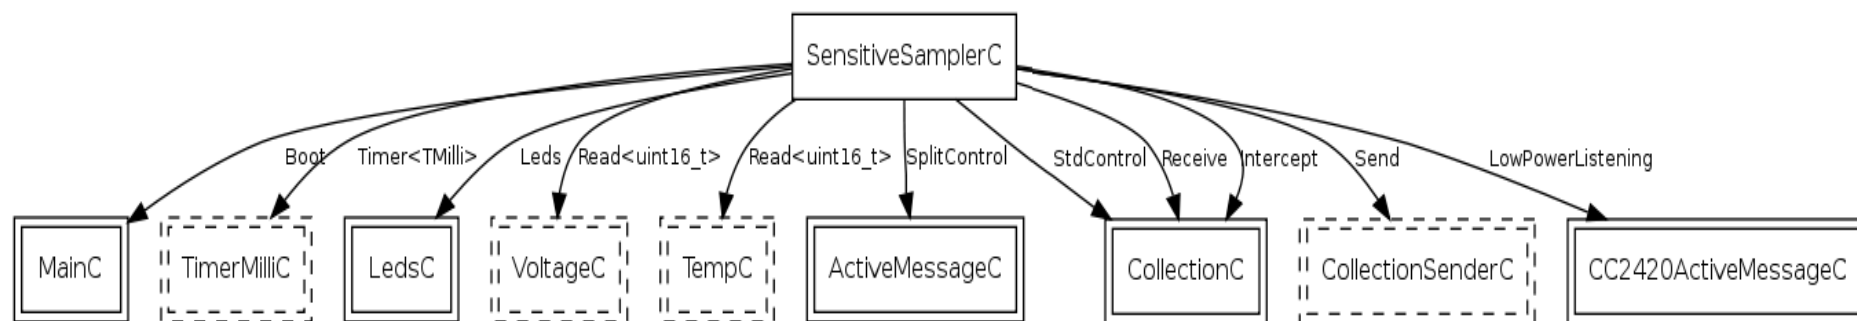 SensitiveSamplerC
Boot
Timer<TMilli>
Leds
Read<uint16_t>
Read<uint16_t>
SplitControl
StdControl
Receive
Intercept
Send
LowPowerListening
MainC
TimerMilliC
LedsC
VoltageC
TempC
ActiveMessageC
CollectionC
CollectionSenderC
CC2420ActiveMessageC